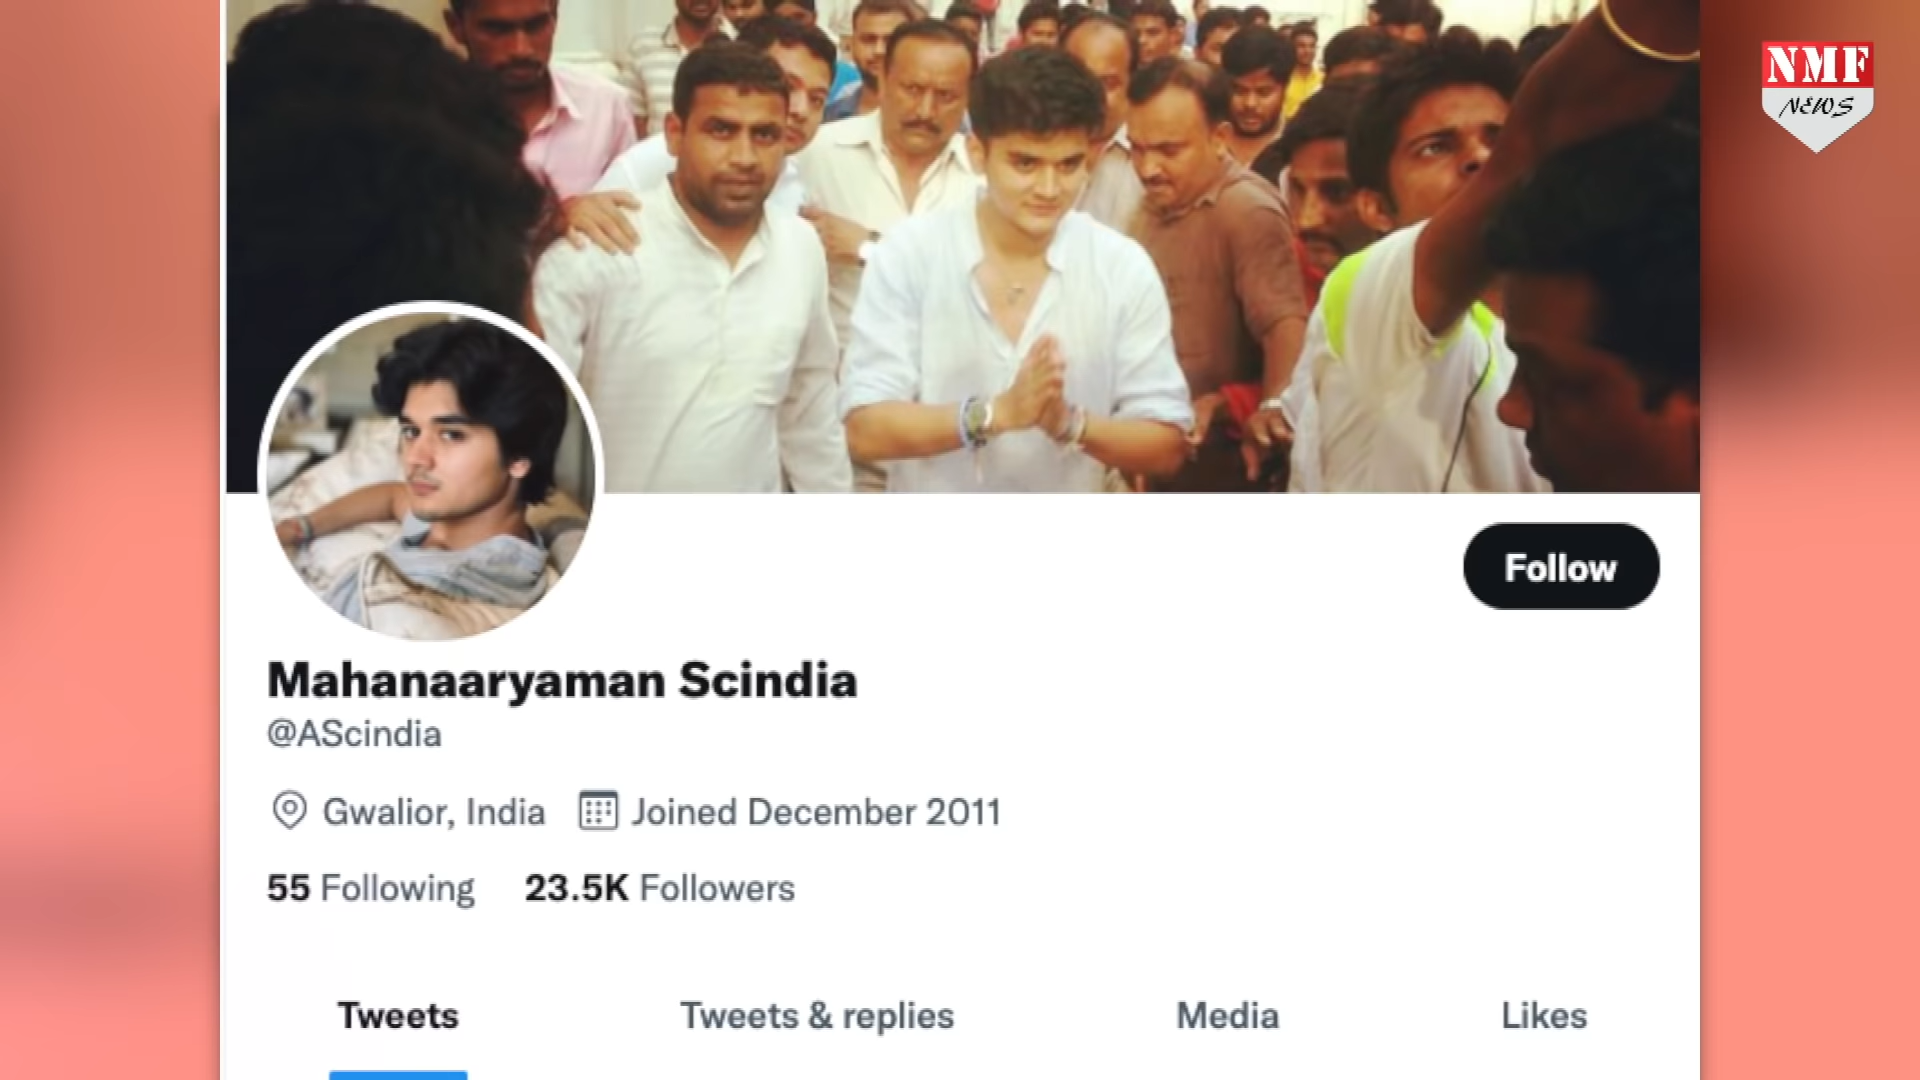 NMF
NEWS
Follow
Mahanaaryaman Scindia
@AScindia
Gwalior, India Joined December 2011
55 Following 23.5K Followers
Tweets Tweets & replies Media Likes